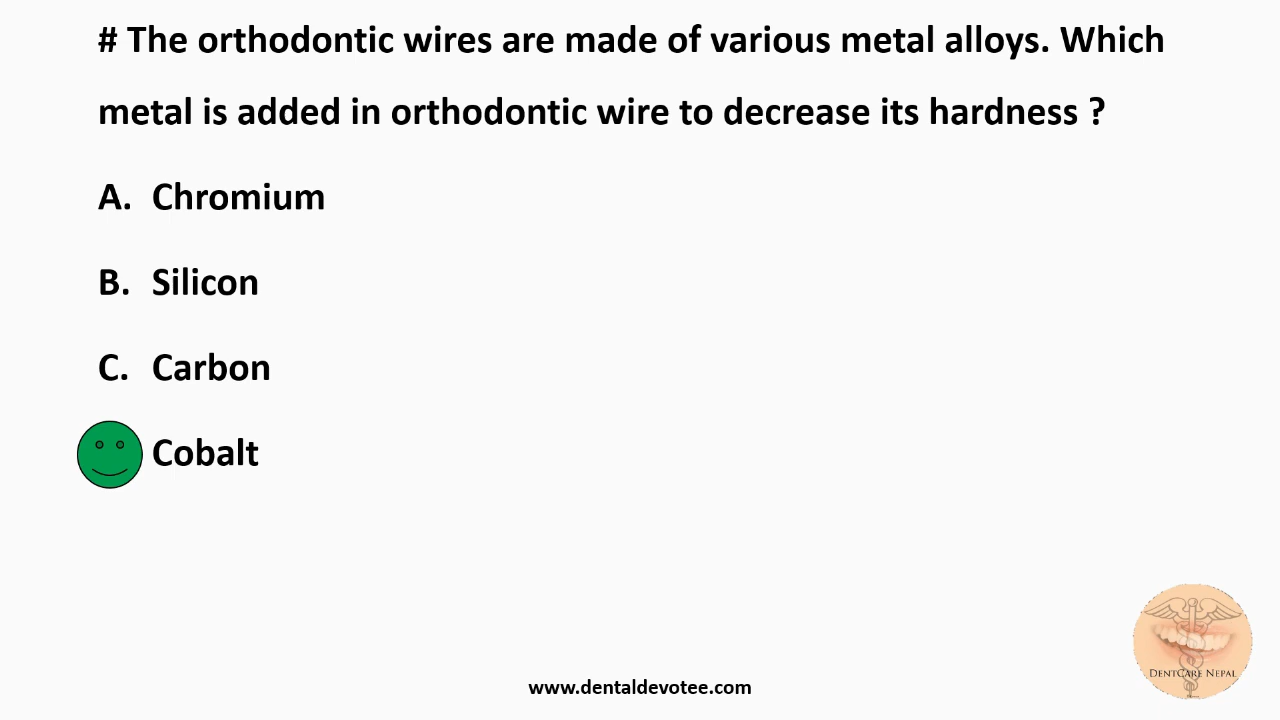 # The orthodontic wires are made of various metal alloys. Which
metal is added in orthodontic wire to decrease its hardness ?
A. Chromium
B. Silicon
C. Carbon
Cobalt
DENTCARE NEPAL
www.dentaldevotee.com